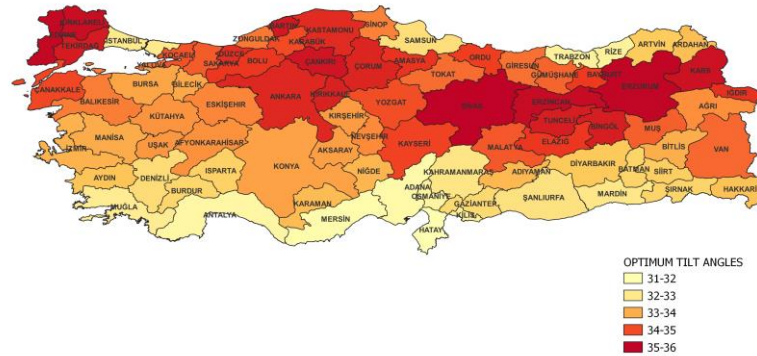 KIRKLARELİ
EDİRNE
TEKİRDAĞ
İSTANBUL
ÇANAKKALE
BALIKESİR
YALOVA
KOCAELİ
SAKARYA
DÜZCE
BOLU
ZONGULDAK
BARTIN
KARABÜK
KASTAMONU
SİNOP
SAMSUN
ÇANKIRI
ÇORUM
AMASYA
TOKAT
ORDU
GİRESUN
TRABZON
RİZE
ARTVİN
ARDAHAN
GÜMÜŞHANE
BAYBURT
ERZURUM
KARS
IĞDIR
AĞRI
BURSA
BİLECİK
ESKİŞEHİR
KÜTAHYA
ANKARA
KIRIKKALE
YOZGAT
SİVAS
ERZİNCAN
TUNCELİ
BİNGÖL
MUŞ
BİTLİS
VAN
MANİSA
İZMİR
UŞAK
AFYONKARAHİSAR
KIRŞEHİR
NEVŞEHİR
AKSARAY
KAYSERİ
MALATYA
ELAZIĞ
DİYARBAKIR
BATMAN
SİİRT
ŞIRNAK
HAKKARİ
AYDIN
DENİZLİ
ISPARTA
BURDUR
MUĞLA
ANTALYA
KONYA
KARAMAN
NİĞDE
MERSİN
ADANA
KAHRAMANMARAŞ
OSMANİYE
GAZİANTEP
KİLİS
HATAY
ADIYAMAN
ŞANLIURFA
MARDİN
OPTIMUM TILT ANGLES
31-32
32-33
33-34
34-35
35-36